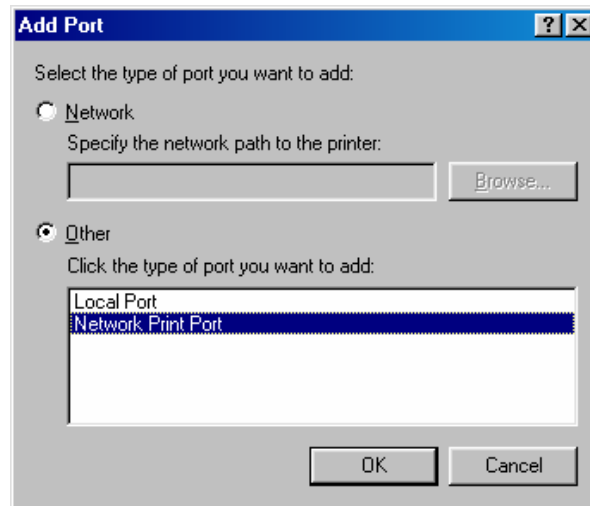 Add Port
Select the type of port you want to add:
Network
Specify the network path to the printer:
Browse...
Other
Click the type of port you want to add:
Local Port
Network Print Port
OK
Cancel